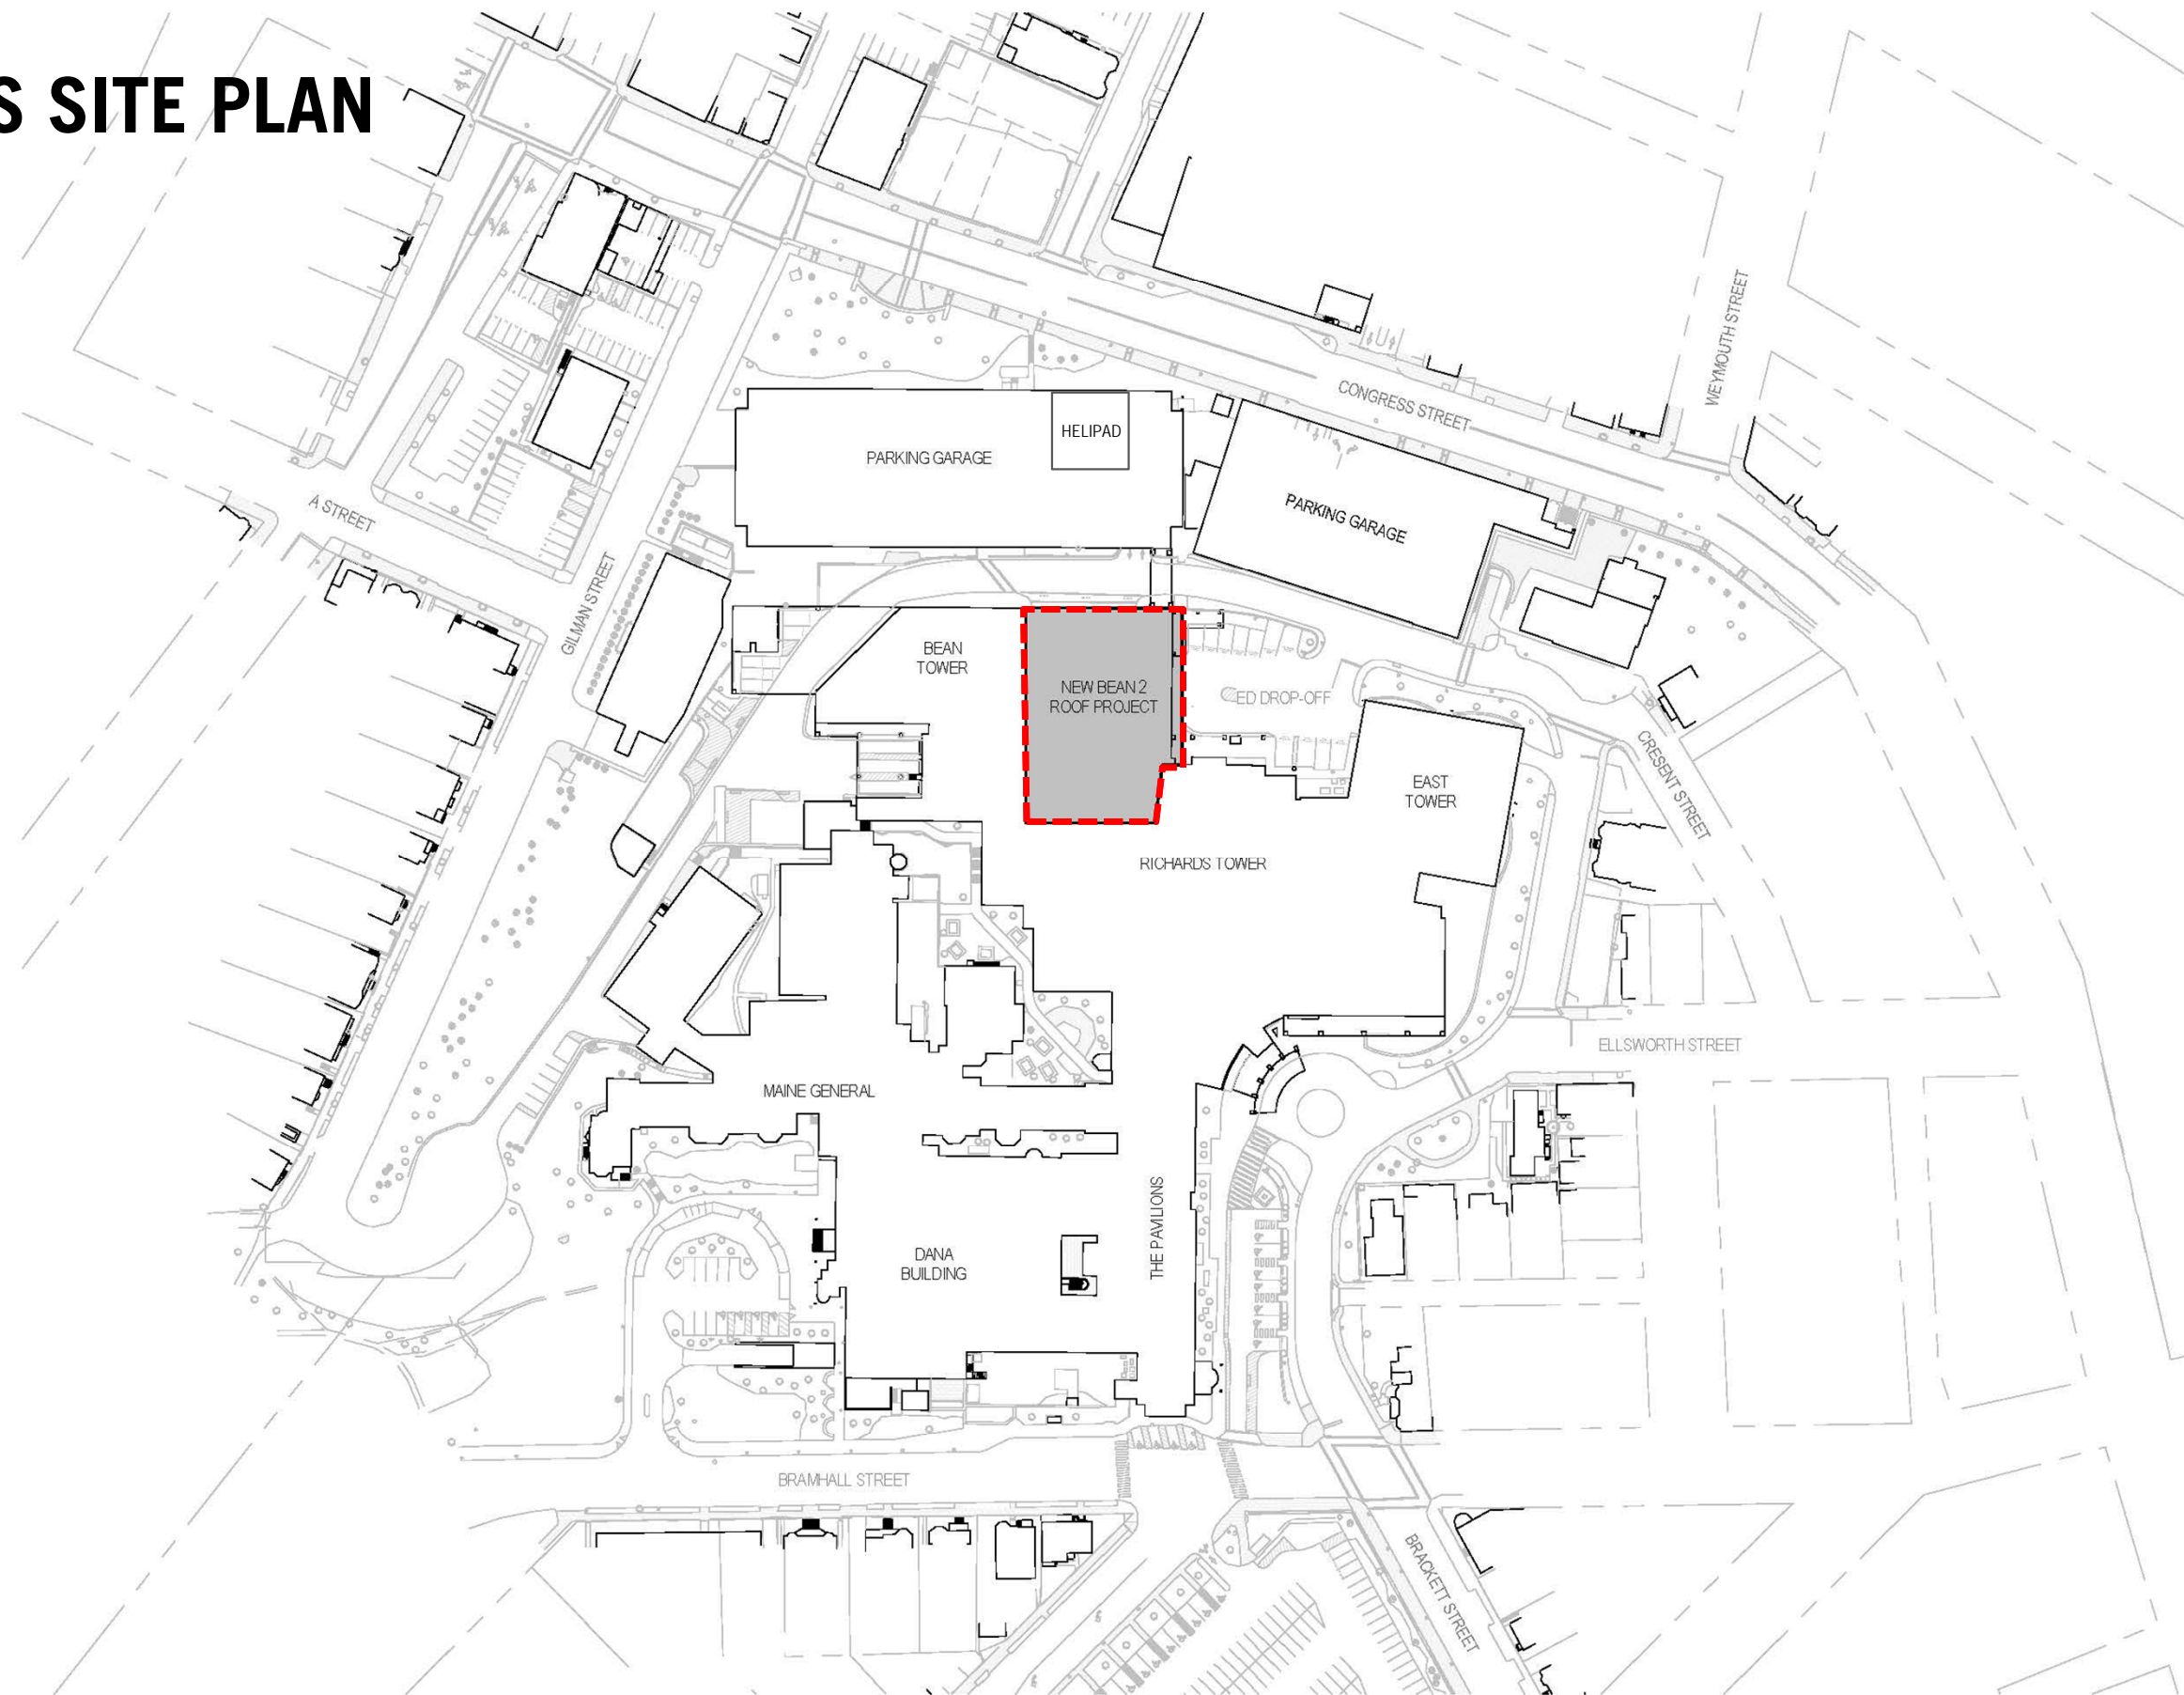 S SITE PLAN
WEYMOUTH STREET
CONGRESS STREET
HELIPAD
PARKING GARAGE
PARKING GARAGE
A STREET
GILMAN STREET
BEAN
TOWER
NEW BEAN 2
ROOF PROJECT
ED DROP-OFF
CRESENT STREET
EAST
TOWER
RICHARDS TOWER
ELLSWORTH STREET
MAINE GENERAL
THE PAVILIONS
DANA
BUILDING
BRAMHALL STREET
BRACKETT STREET